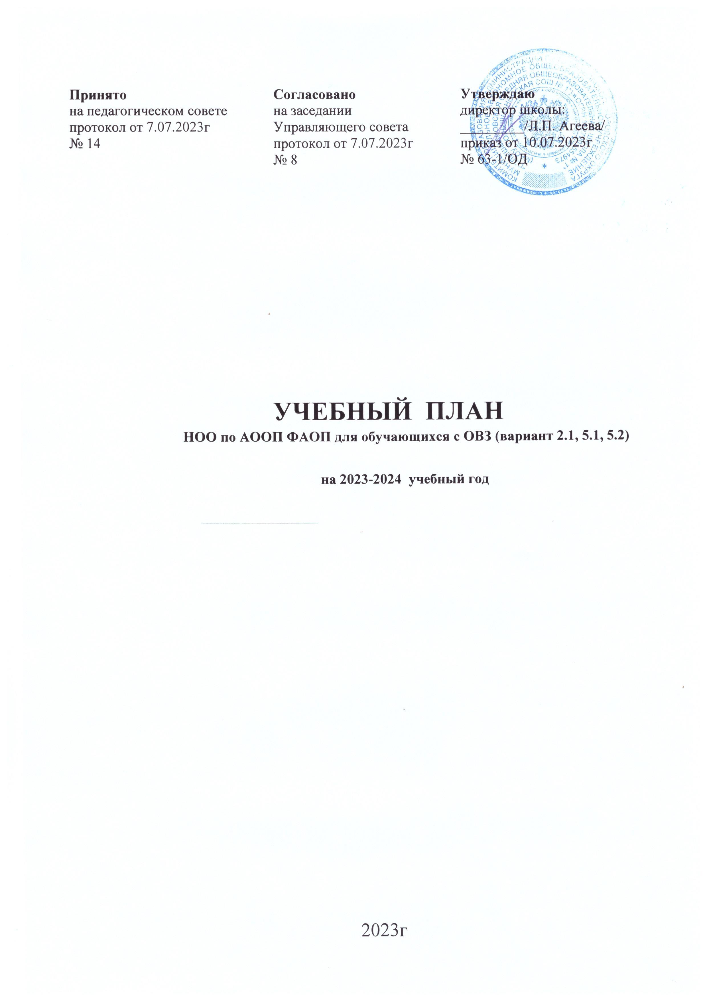 Принято
на педагогическом совете
протокол от 7.07.2023г
№ 14
Согласовано
на заседании
Управляющего совета
протокол от 7.07.2023г
№ 8
Утверждаю
директор школы:
__________/Л.П. Агеева/
приказ от 10.07.2023г
№ 63-1/ОД
УЧЕБНЫЙ ПЛАН
НОО по АООП ФАОП для обучающихся с ОВЗ (вариант 2.1, 5.1, 5.2)
на 2023-2024 учебный год
2023г